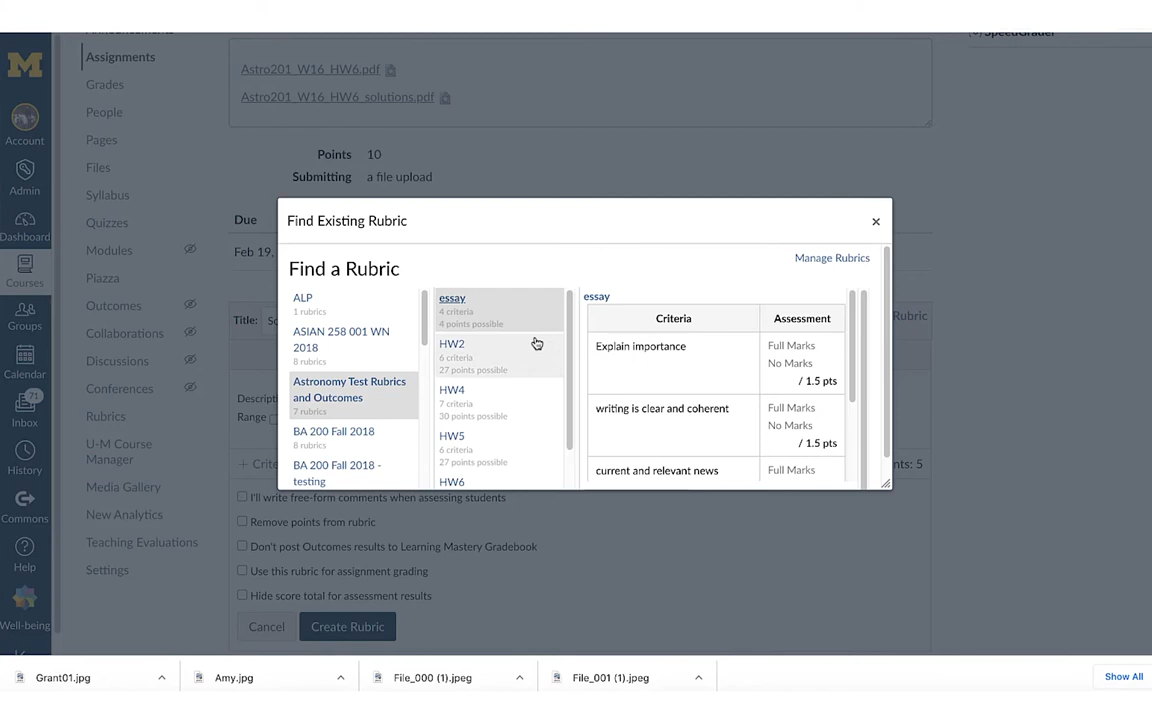 SpeedGrader
Assignments
Astro201_W16_HW6.pdf
Grades
Astro201_W16_HW6_solutions.pdf
People
Account
Pages
Points 10
Files
Submitting a file upload
Admin
Syllabus
Dashboard
Quizzes
Due
Find Existing Rubric
×
Modules
Feb 19,
Courses
Find a Rubric
Manage Rubrics
Piazza
Outcomes
Groups
Title:
Rubric
Collaborations
Discussions
Calendar
Conferences
71
Inbox
Rubrics
U-M Course
Manager
History
Media Gallery
New Analytics
Commons
Teaching Evaluations
Help
Settings
Well-being
ALP
1 rubrics
ASIAN 258 001 WN
2018
8 rubrics
Astronomy Test Rubrics
and Outcomes
7 rubrics
BA 200 Fall 2018
8 rubrics
BA 200 Fall 2018 -
testing
essay
4 criteria
4 points possible
HW2
6 criteria
27 points possible
HW4
7 criteria
30 points possible
HW5
6 criteria
27 points possible
HW6
essay
Criteria Assessment
Explain importance Full Marks
No Marks
/ 1.5 pts
writing is clear and coherent Full Marks
No Marks
/ 1.5 pts
current and relevant news Full Marks
Range
I'll write free-form comments when assessing students
Remove points from rubric
Don't post Outcomes results to Learning Mastery Gradebook
Use this rubric for assignment grading
Hide score total for assessment results
Cancel Create Rubric
Grant01.jpg Amy.jpg File_000 (1).jpeg File_001 (1).jpeg Show All